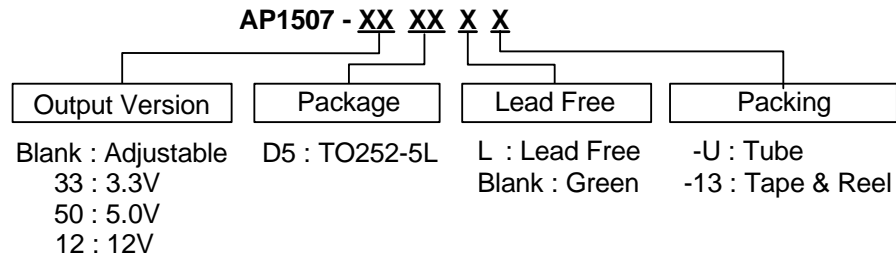 AP1507 - XX XX X X
Output Version Package Lead Free Packing
Blank : Adjustable D5 : TO252-5L L : Lead Free -U : Tube
33 : 3.3V Blank : Green -13 : Tape & Reel
50 : 5.0V
12 : 12V